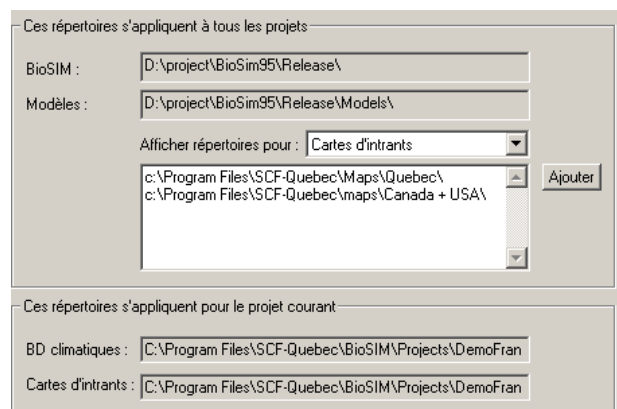 Ces répertoires s'appliquent à tous les projets
BioSIM : D:\project\BioSim95\Release\
Modèles : D:\project\BioSim95\Release\Models\
Afficher répertoires pour : Cartes d'intrants
c:\Program Files\SCF-Quebec\Maps\Quebec\
c:\Program Files\SCF-Quebec\maps\Canada + USA\
Ajouter
Ces répertoires s'appliquent pour le projet courant
BD climatiques : C:\Program Files\SCF-Quebec\BioSIM\Projects\DemoFran
Cartes d'intrants : C:\Program Files\SCF-Quebec\BioSIM\Projects\DemoFran